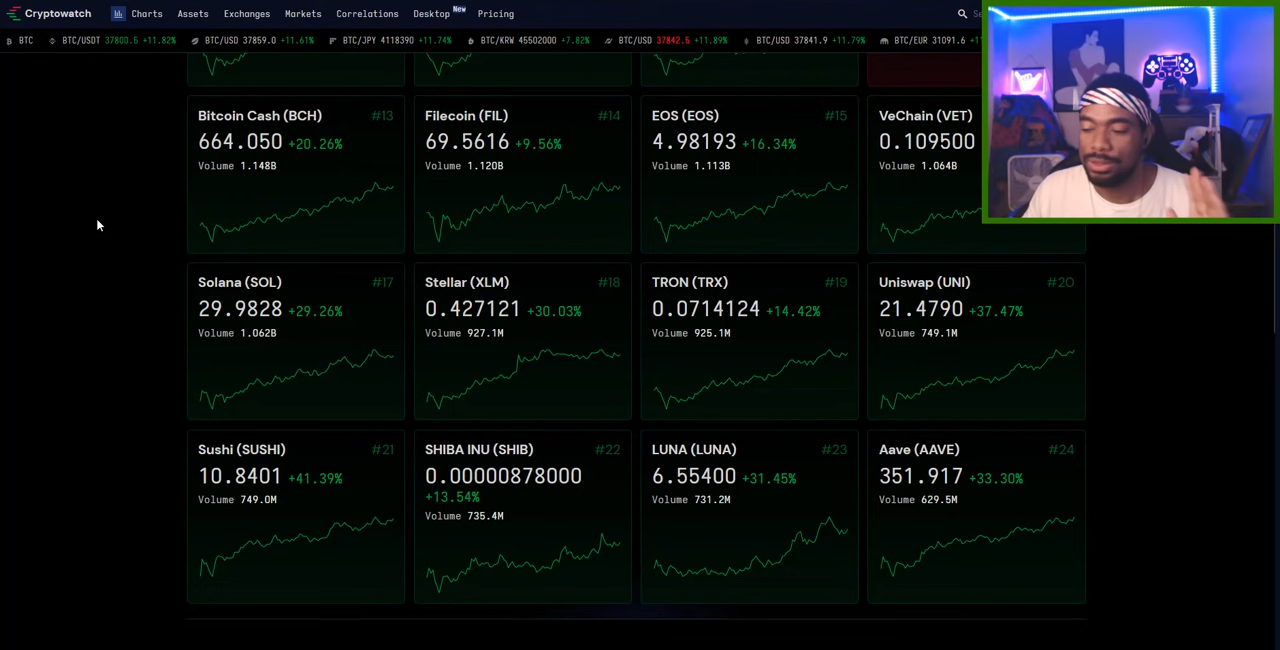 Cryptowatch Charts Assets Exchanges Markets Correlations Desktop New Pricing
BTC BTC/USDT 37800.5 +11.82% BTC/USD 37859.0 +11.61% BTC/JPY 4118390 +11.74% BTC/KRW 45502000 +7.82% BTC/USD 37842.5 +11.89% BTC/USD 37841.9 +11.79% BTC/EUR 31091.6
Bitcoin Cash (BCH) #13
664.050 +20.26%
Volume 1.148B
Filecoin (FIL) #14
69.5616 +9.56%
Volume 1.120B
EOS (EOS) #15
4.98193 +16.34%
Volume 1.113B
VeChain (VET)
0.109500
Volume 1.064B
Solana (SOL) #17
29.9828 +29.26%
Volume 1.062B
Stellar (XLM) #18
0.427121 +30.03%
Volume 927.1M
TRON (TRX) #19
0.0714124 +14.42%
Volume 925.1M
Uniswap (UNI) #20
21.4790 +37.47%
Volume 749.1M
Sushi (SUSHI) #21
10.8401 +41.39%
Volume 749.0M
SHIBA INU (SHIB) #22
0.00000878000
+13.54%
Volume 735.4M
LUNA (LUNA) #23
6.55400 +31.45%
Volume 731.2M
Aave (AAVE) #24
351.917 +33.30%
Volume 629.5M